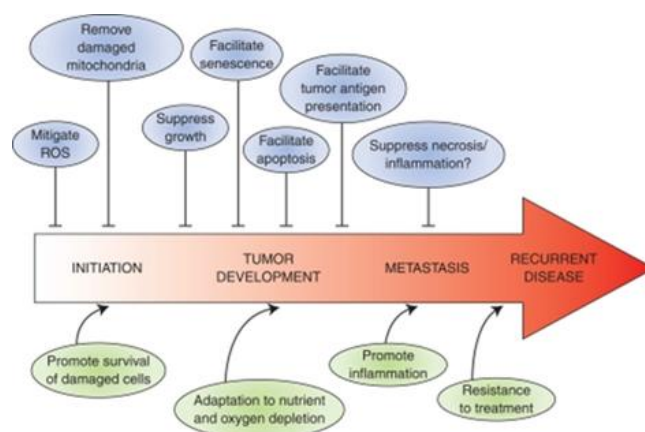 Remove
damaged
mitochondria
Facilitate
senescence
Facilitate
tumor antigen
presentation
Mitigate
ROS
Suppress
growth
Facilitate
apoptosis
Suppress necrosis/
inflammation?
INITIATION
TUMOR
DEVELOPMENT
METASTASIS
RECURRENT
DISEASE
Promote survival
of damaged cells
Adaptation to nutrient
and oxygen depletion
Promote
inflammation
Resistance
to treatment